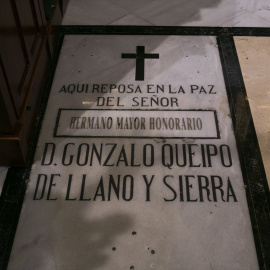 AQUI REPOSA EN LA PAZ
DEL SEÑOR
HERMANO MAYOR HONORARIO
D. GONZALO QUEIPO
DE LLANO Y SIERRA